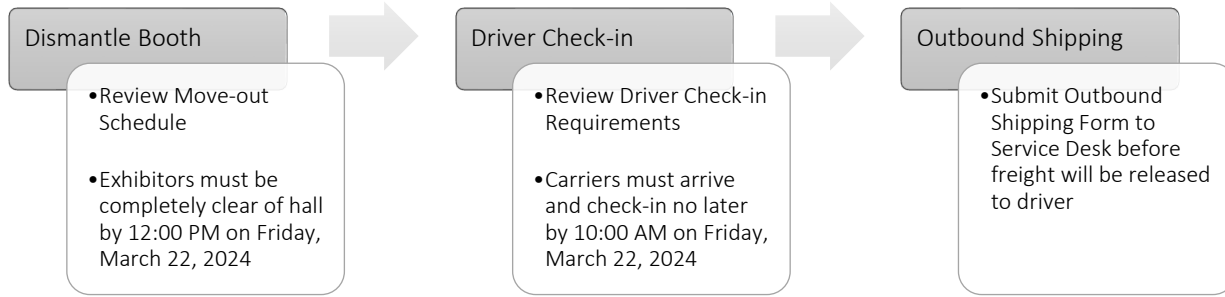 Dismantle Booth
•Review Move-out
Schedule
•Exhibitors must be
completely clear of hall
by 12:00 PM on Friday,
March 22, 2024
Driver Check-in
•Review Driver Check-in
Requirements
•Carriers must arrive
and check-in no later
by 10:00 AM on Friday,
March 22, 2024
Outbound Shipping
•Submit Outbound
Shipping Form to
Service Desk before
freight will be released
to driver